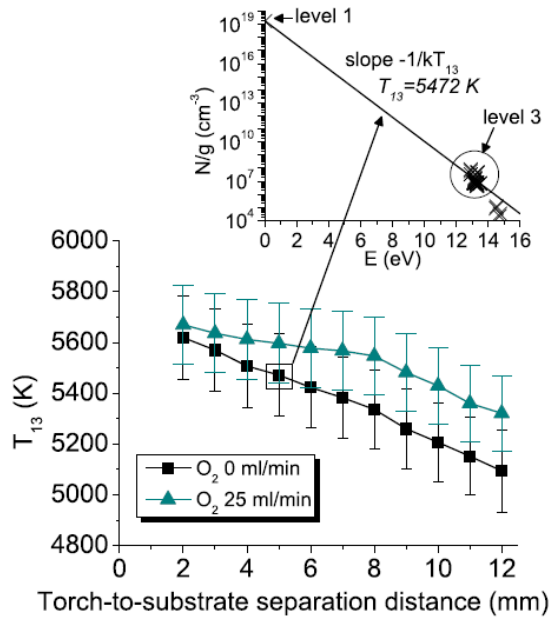 10¹⁹
10¹⁶
10¹³
10¹⁰
10⁷
10⁴
N/g (cm⁻³)
level 1
slope -1/kT₁₃
T₁₃=5472 K
level 3
0 2 4 6 8 10 12 14 16
E (eV)
6000
5800
5600
5400
5200
5000
4800
T₁₃ (K)
O₂ 0 ml/min
O₂ 25 ml/min
0 2 4 6 8 10 12
Torch-to-substrate separation distance (mm)